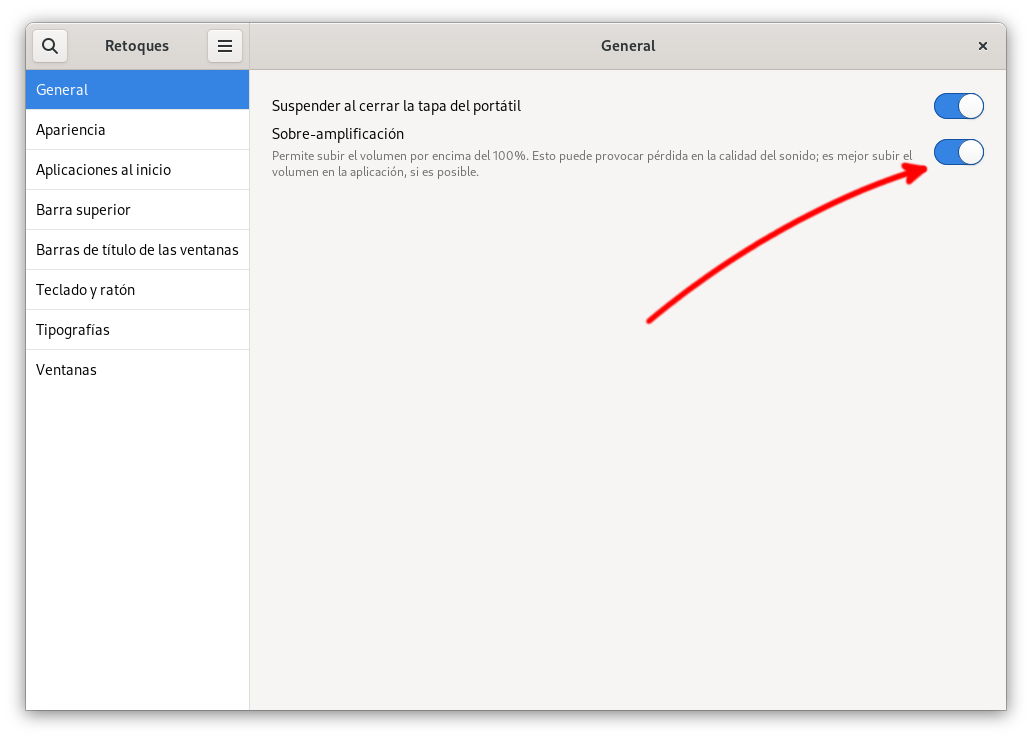 Retoques
General
General
Suspender al cerrar la tapa del portátil
Apariencia
Sobre-amplificación
Permite subir el volumen por encima del 100%. Esto puede provocar pérdida en la calidad del sonido; es mejor subir el
volumen en la aplicación, si es posible.
Aplicaciones al inicio
Barra superior
Barras de título de las ventanas
Teclado y ratón
Tipografías
Ventanas